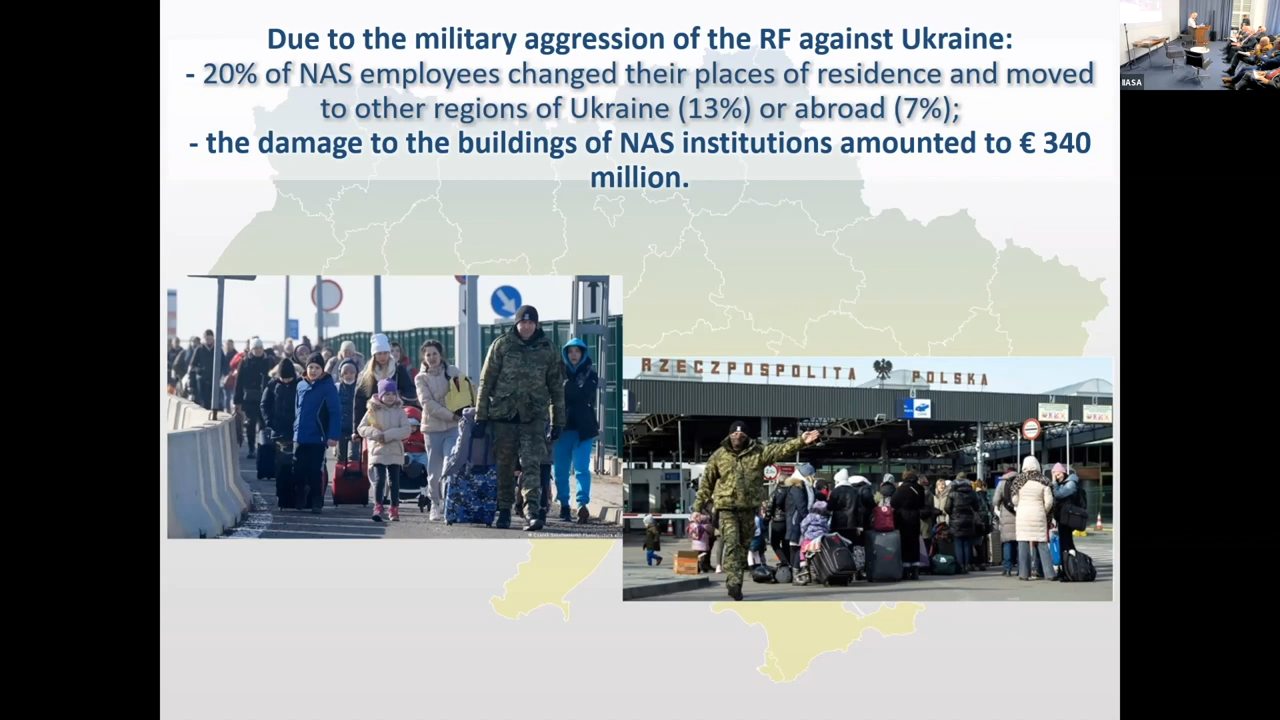 Due to the military aggression of the RF against Ukraine:
- 20% of NAS employees changed their places of residence and moved
to other regions of Ukraine (13%) or abroad (7%);
- the damage to the buildings of NAS institutions amounted to € 340
million.
RZECZPOSPOLITA POLSKA
IIASA